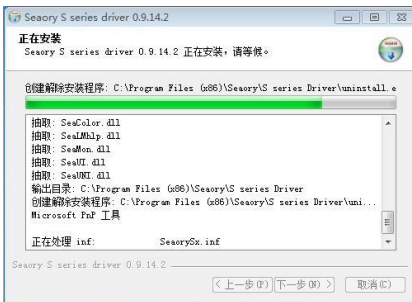 Seaory S series driver 0.9.14.2
正在安装
Seaory S series driver 0.9.14.2 正在安装，请等候。
创建解除安装程序: C:\Program Files (x86)\Seaory\S series Driver\uninstall.e
抽取: SeaColor.dll
抽取: SeaLMhlp.dll
抽取: SeaMon.dll
抽取: SeaUI.dll
抽取: SeaUNI.dll
输出目录: C:\Program Files (x86)\Seaory\S series Driver
创建解除安装程序: C:\Program Files (x86)\Seaory\S series Driver\uni...
Microsoft PnP 工具
正在处理 inf: SeaorySx.inf
Seaory S series driver 0.9.14.2
< 上一步(P) 下一步(N) > 取消(C)